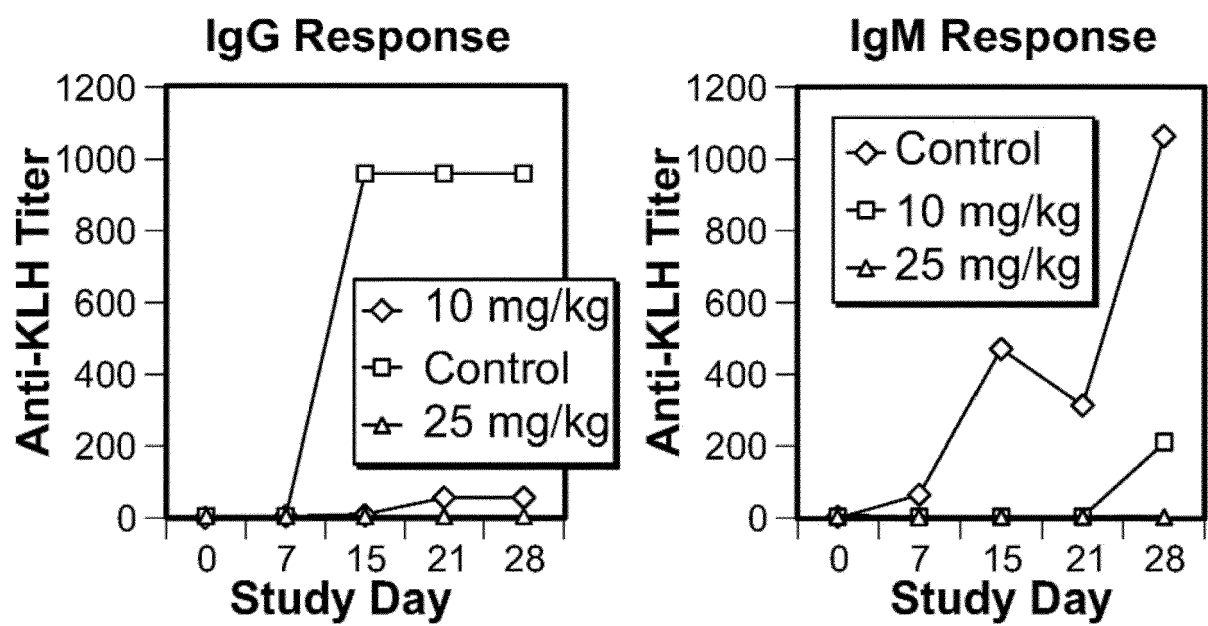 IgG Response
Anti-KLH Titer
1200
1000
800
600
400
200
0
10 mg/kg
Control
25 mg/kg
0 7 15 21 28
Study Day
IgM Response
Anti-KLH Titer
1200
1000
800
600
400
200
0
Control
10 mg/kg
25 mg/kg
0 7 15 21 28
Study Day